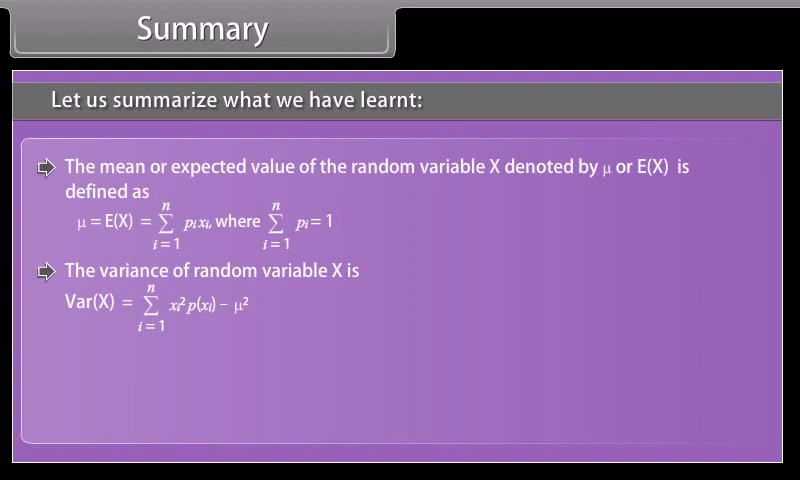 Summary
Let us summarize what we have learnt:
The mean or expected value of the random variable X denoted by μ or E(X) is
defined as
μ = E(X) = n∑i = 1 pᵢ xᵢ, where n∑i = 1 pᵢ = 1
The variance of random variable X is
Var(X) = n∑i = 1 xᵢ² p(xᵢ) – μ²